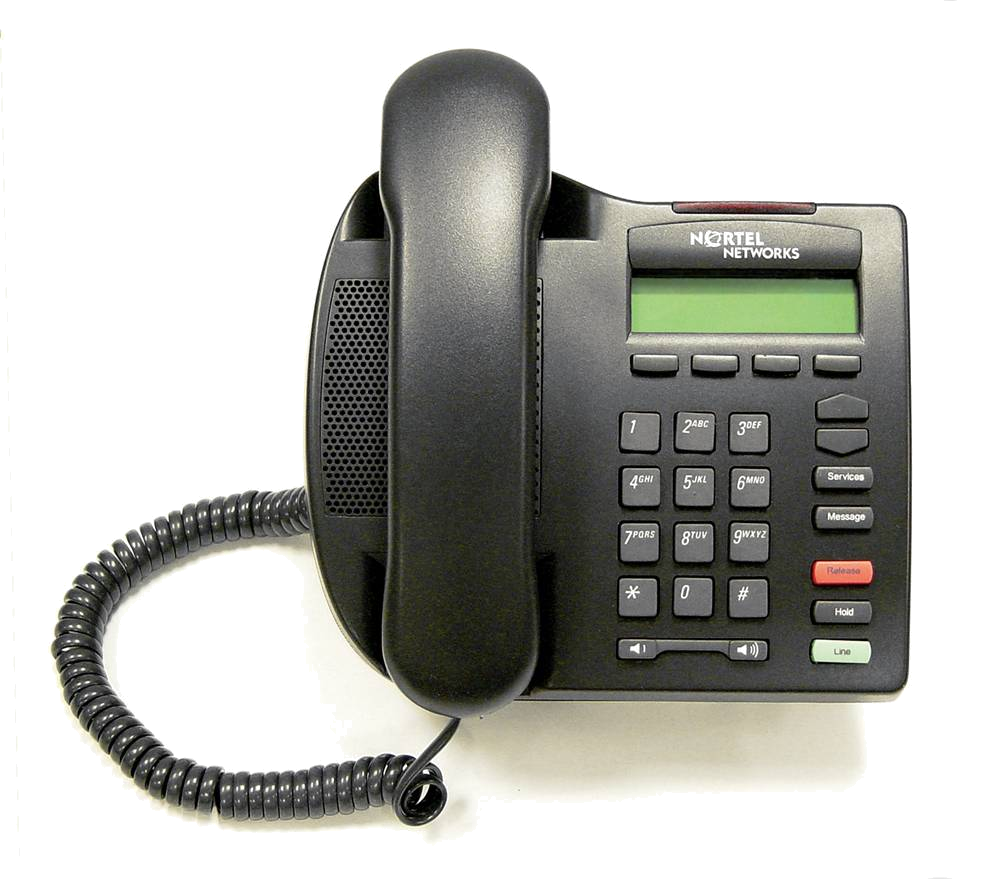 NORTEL
NETWORKS
1 2ABC 3DEF
4GHI 5JKL 6MNO
7PQRS 8TUV 9WXYZ
* 0 #
Services
Message
Release
Hold
Line